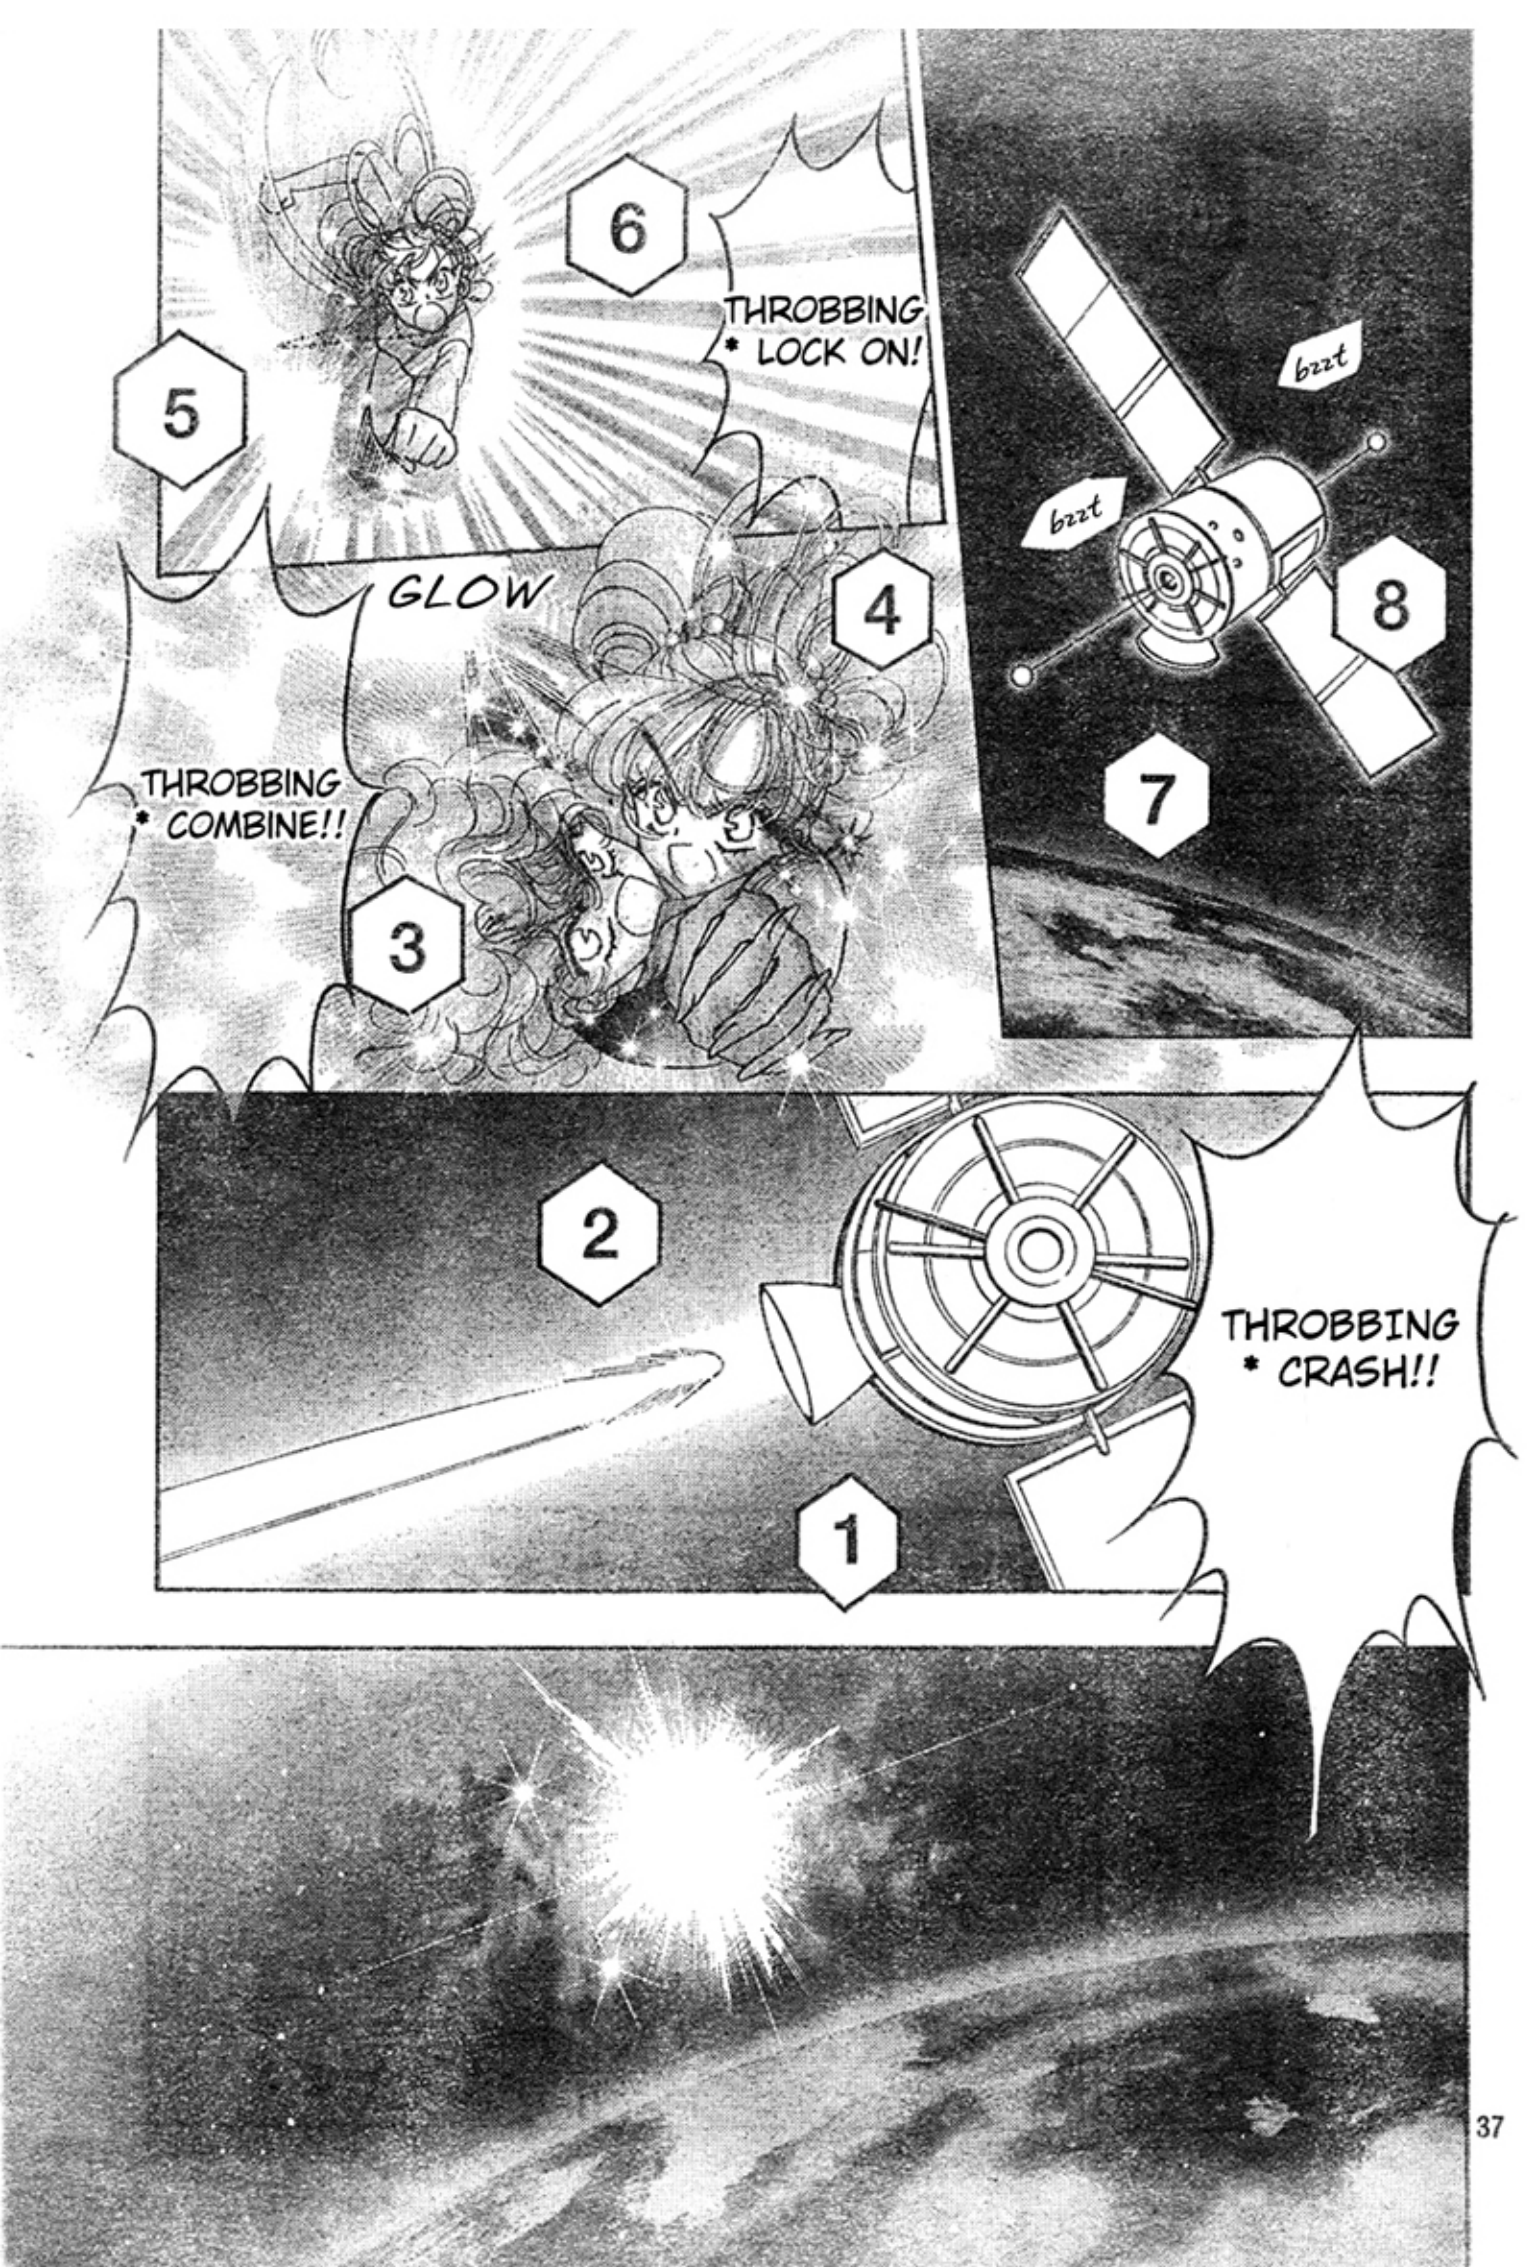 8
bzzt
bzzt
7
6
THROBBING
* LOCK ON!
5
4
GLOW
THROBBING
* COMBINE!!
3
2
THROBBING
* CRASH!!
1
37